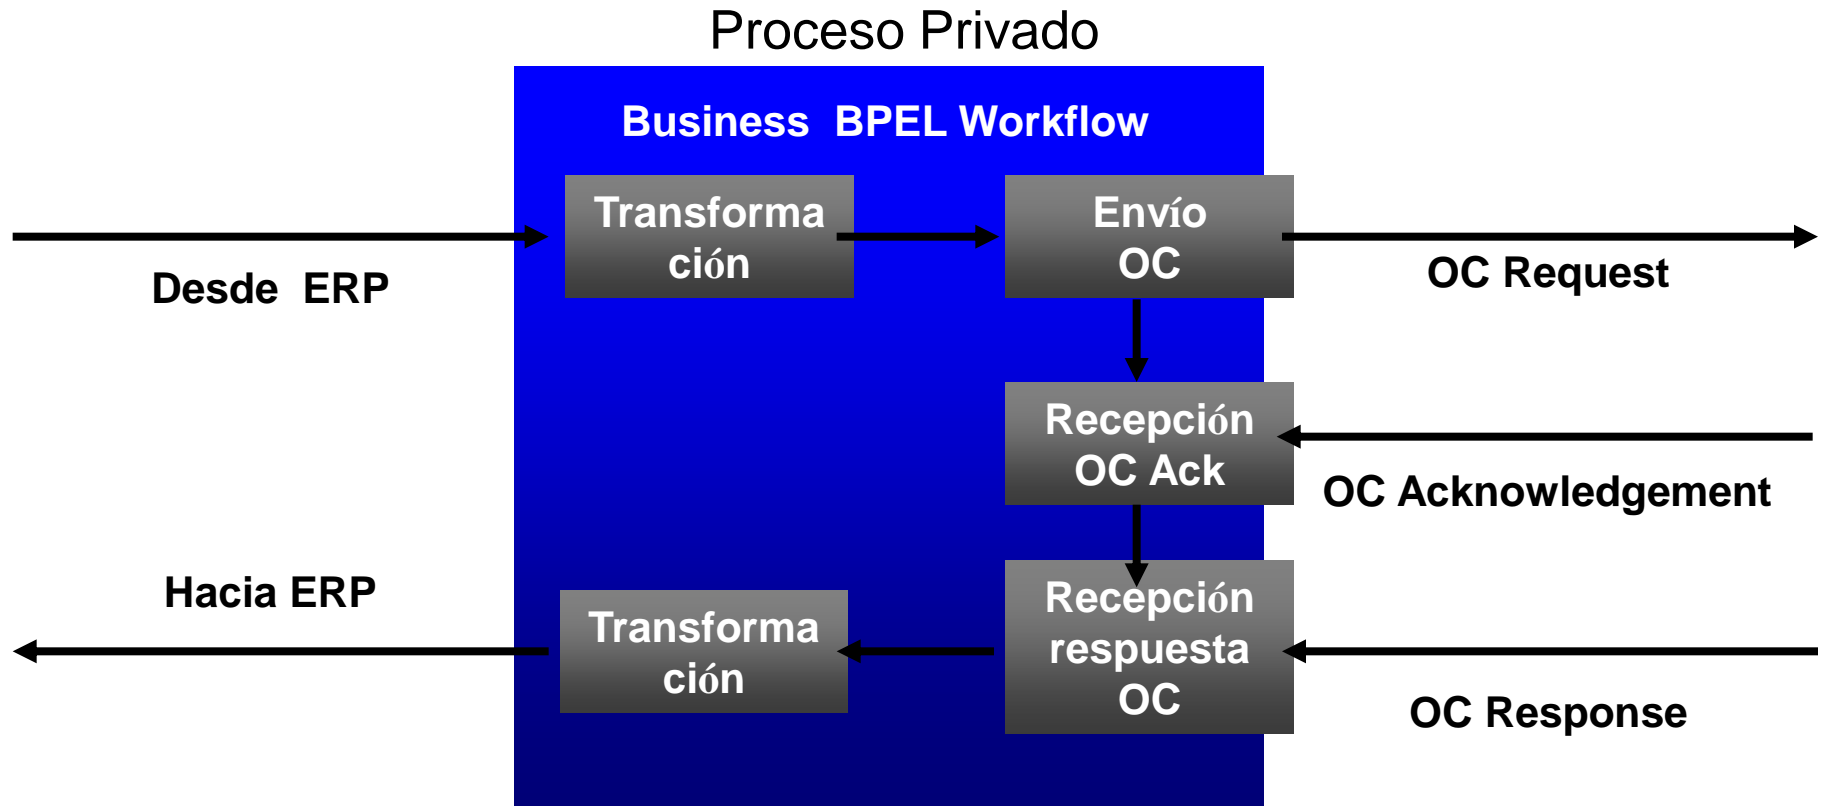 Proceso Privado
Business BPEL Workflow
Transforma
ción
Envío
OC
Desde ERP
OC Request
Recepción
OC Ack
OC Acknowledgement
Hacia ERP
Transforma
ción
Recepción
respuesta
OC
OC Response